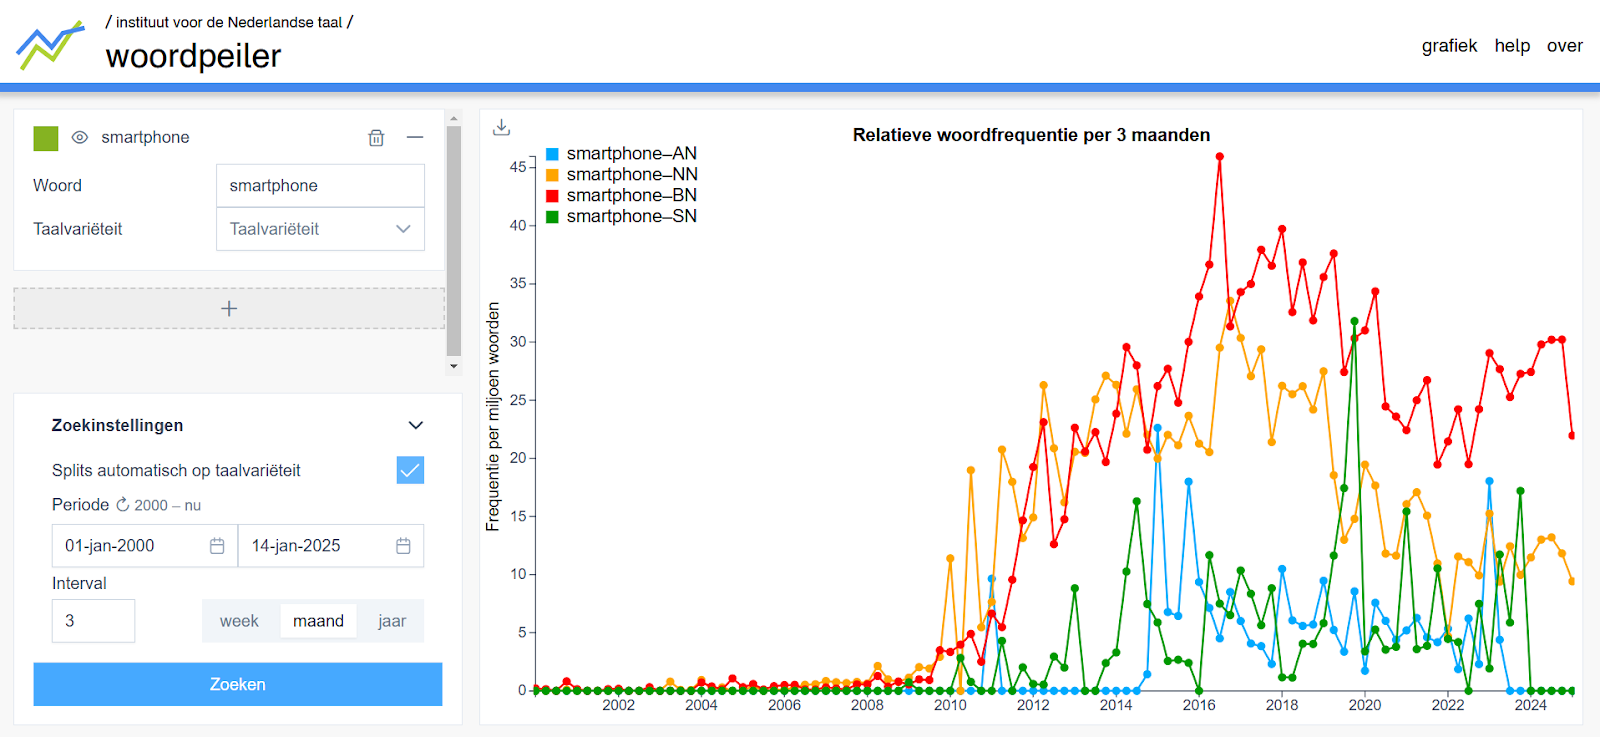 / instituut voor de Nederlandse taal /
woordpeiler
grafiek help over
smartphone
Woord smartphone
Taalvariëteit Taalvariëteit
+
Zoekinstellingen
Splits automatisch op taalvariëteit
Periode 2000 – nu
01-jan-2000 14-jan-2025
Interval
3 week maand jaar
Zoeken
Relatieve woordfrequentie per 3 maanden
smartphone–AN
smartphone–NN
smartphone–BN
smartphone–SN
Frequentie per miljoen woorden
45
40
35
30
25
20
15
10
5
0
2002 2004 2006 2008 2010 2012 2014 2016 2018 2020 2022 2024